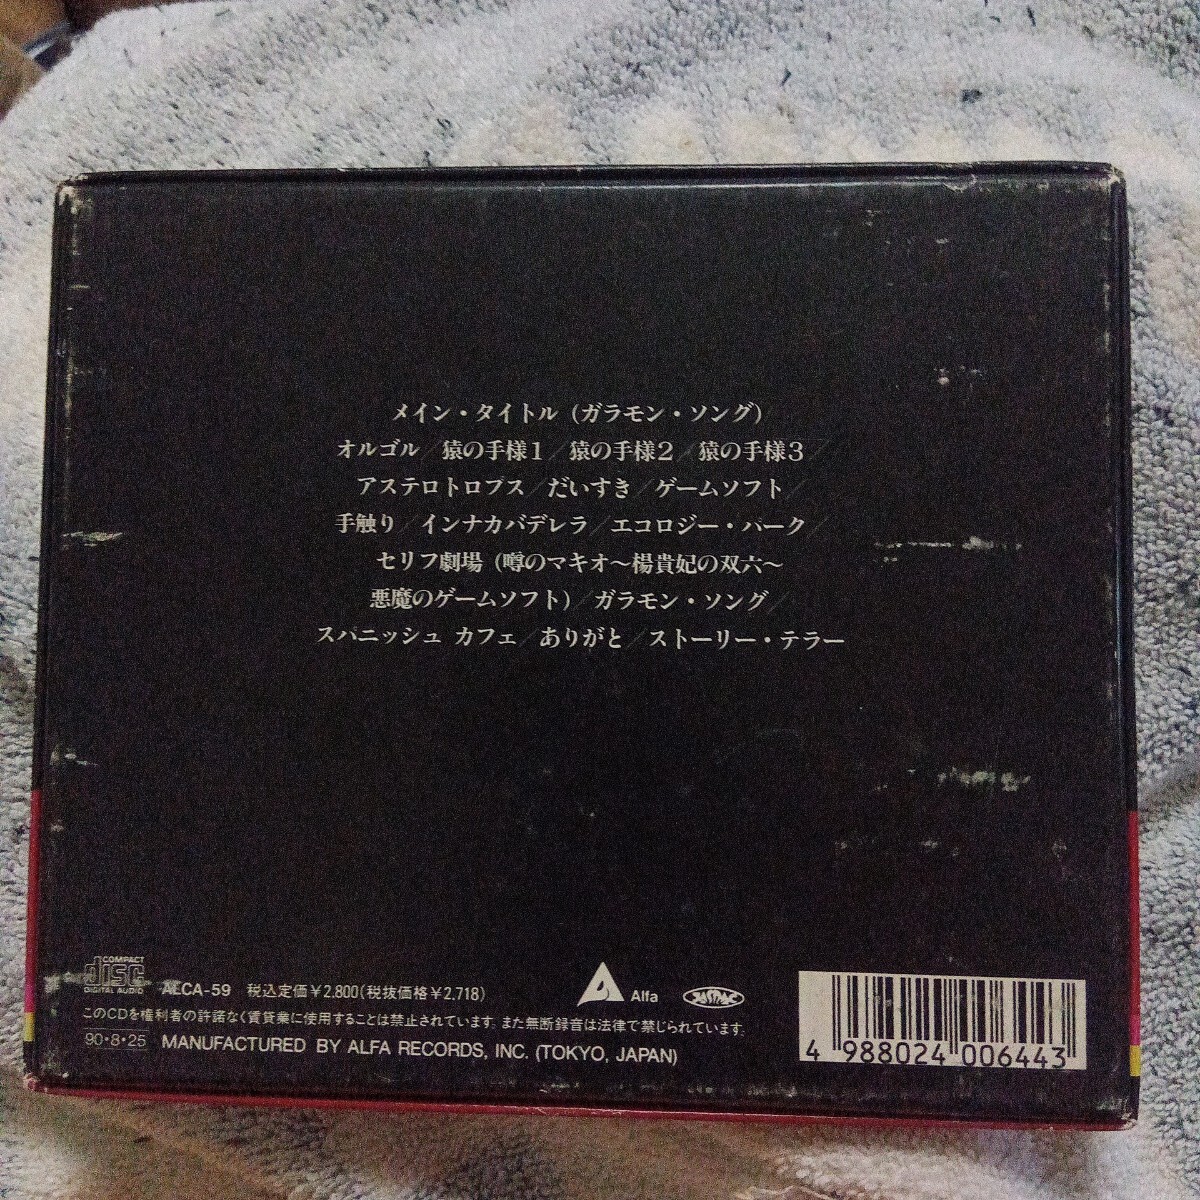 メイン・タイトル（ガラモン・ソング）
オルゴル／猿の手様1／猿の手様2／猿の手様3／
アステロトロプス／だいすき／ゲームソフト／
手触り／インナカバデレラ／エコロジー・パーク／
セリフ劇場（噂のマキオ〜楊貴妃の双六〜
悪魔のゲームソフト）／ガラモン・ソング／
スパニッシュ カフェ／ありがと／ストーリー・テラー
COMPACT disc DIGITAL AUDIO ALCA-59 税込定価￥2,800（税抜価格￥2,718） Alfa JASRAC
このCDを権利者の許諾なく賃貸業に使用することは禁止されています。また無断録音は法律で禁じられています。
90・8・25 MANUFACTURED BY ALFA RECORDS, INC. (TOKYO, JAPAN)
4 988024 006443